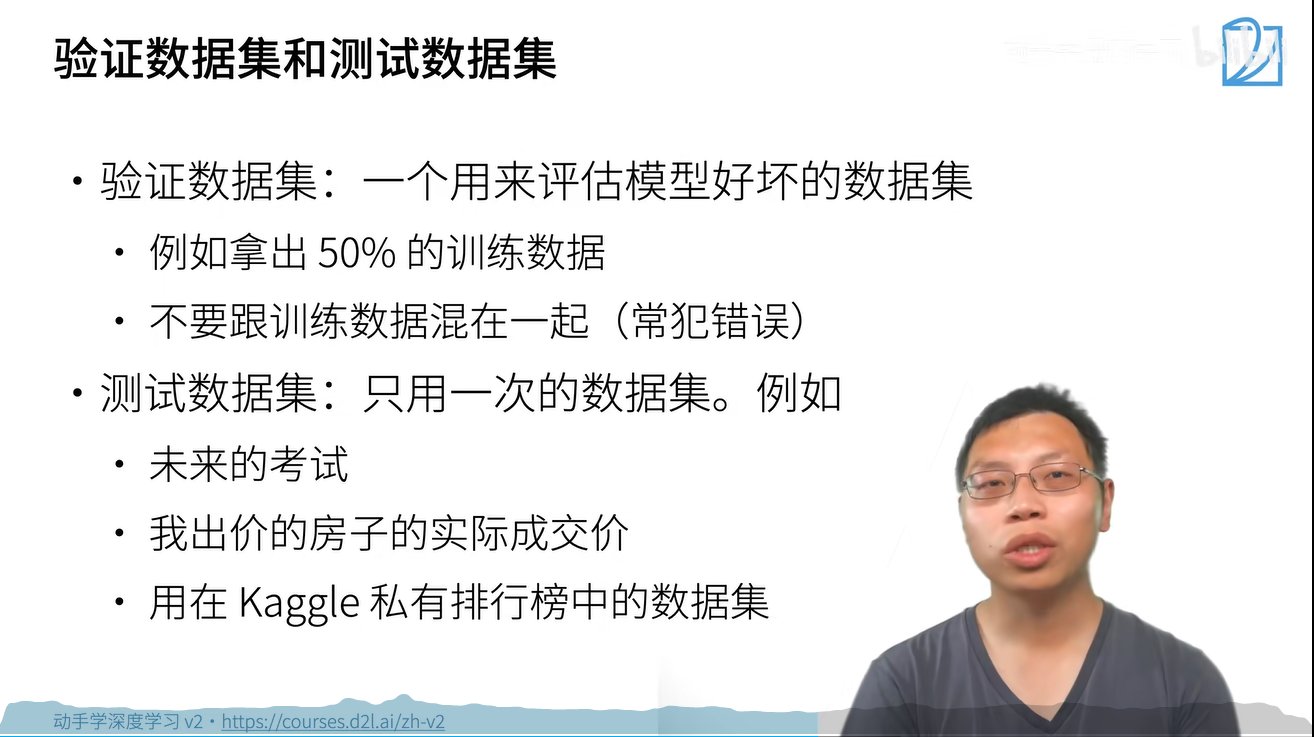 验证数据集和测试数据集
• 验证数据集：一个用来评估模型好坏的数据集
• 例如拿出 50% 的训练数据
• 不要跟训练数据混在一起（常犯错误）
• 测试数据集：只用一次的数据集。例如
• 未来的考试
• 我出价的房子的实际成交价
• 用在 Kaggle 私有排行榜中的数据集
动手学深度学习 v2 • https://courses.d2l.ai/zh-v2